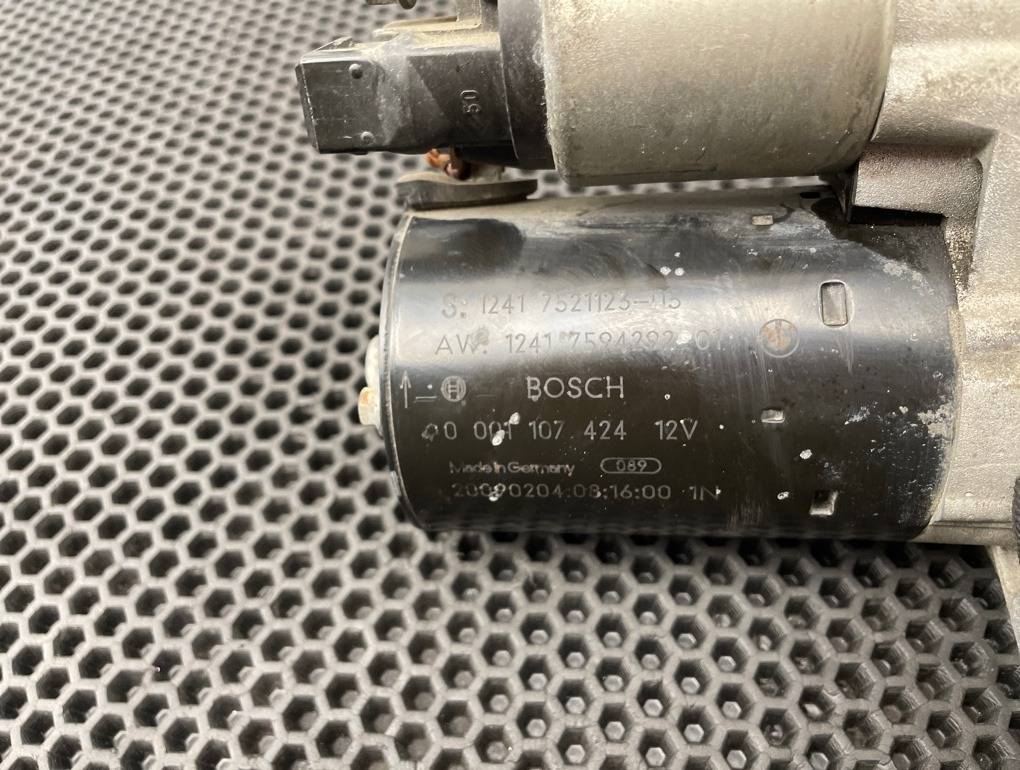 50
S: 1241 7521123-05
AW: 1241 7594292-01
BOSCH
0 001 107 424 12V
Made in Germany 089
20090204:08:16:00 1N